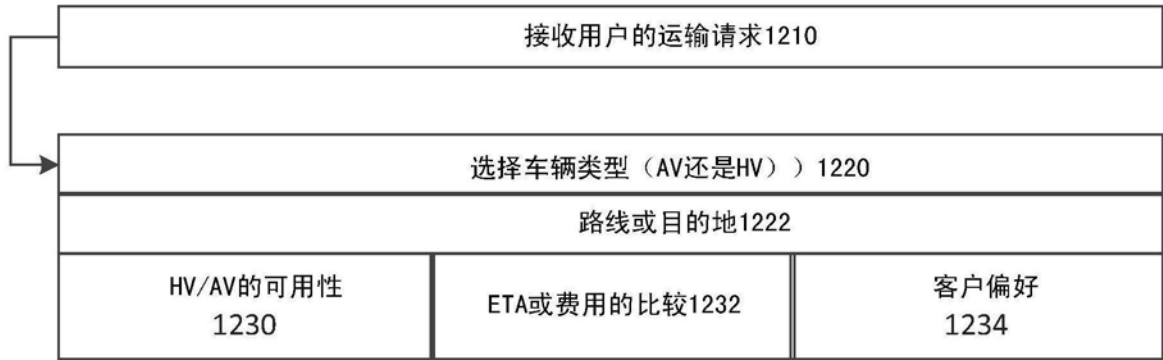 接收用户的运输请求1210
选择车辆类型（AV还是HV））1220
路线或目的地1222
HV/AV的可用性
1230
ETA或费用的比较1232
客户偏好
1234